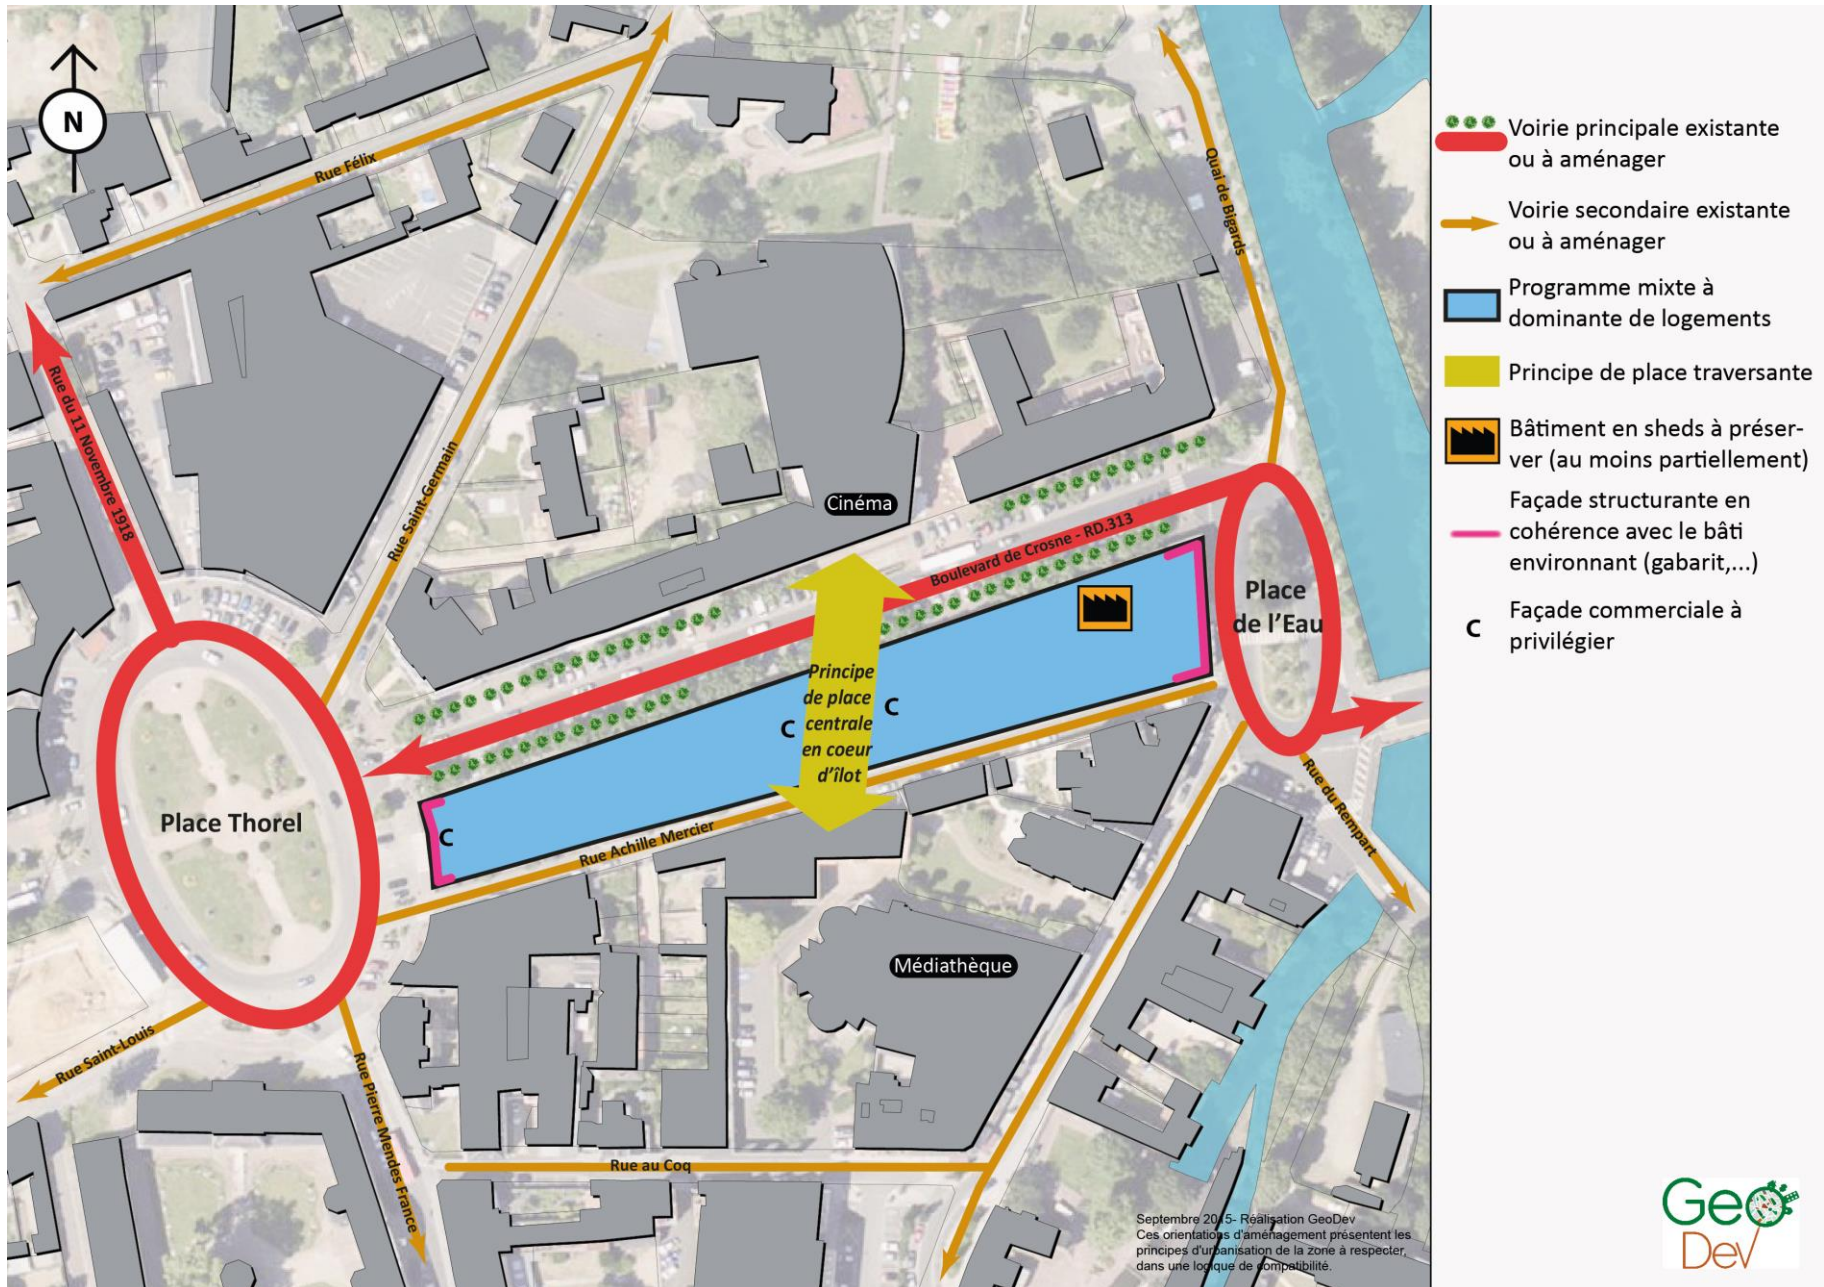 N
Rue Félix
Quai de Bigards
Rue du 11 Novembre 1918
Rue Saint-Germain
Cinéma
Boulevard de Crosne - RD.313
Place
de l'Eau
Principe
de place
centrale
en coeur
d'îlot
C
C
C
Place Thorel
Rue Achille Mercier
Rue du Rempart
Médiathèque
Rue Saint-Louis
Rue Pierre Mendes France
Rue au Coq
Septembre 2015- Réalisation GeoDev
Ces orientations d'aménagement présentent les
principes d'urbanisation de la zone à respecter,
dans une logique de compatibilité.
Voirie principale existante
ou à aménager
Voirie secondaire existante
ou à aménager
Programme mixte à
dominante de logements
Principe de place traversante
Bâtiment en sheds à préser-
ver (au moins partiellement)
Façade structurante en
cohérence avec le bâti
environnant (gabarit,...)
C Façade commerciale à
privilégier
Geo
Dev